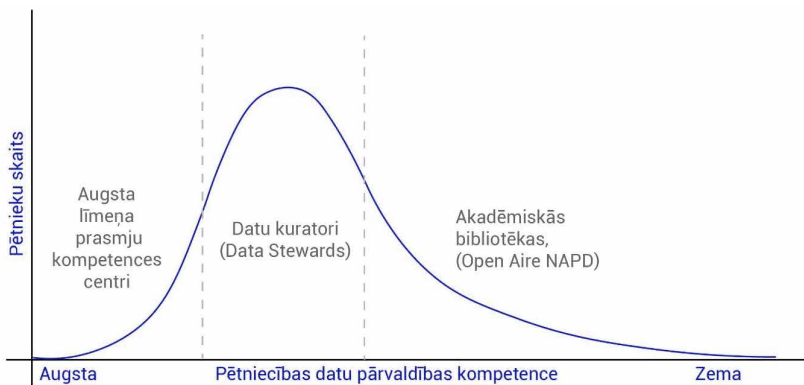 Pētnieku skaits
Augsta
līmeņa
prasmju
kompetences
centri
Datu kuratori
(Data Stewards)
Akadēmiskās
bibliotēkas,
(Open Aire NAPD)
Augsta
Pētniecības datu pārvaldības kompetence
Zema